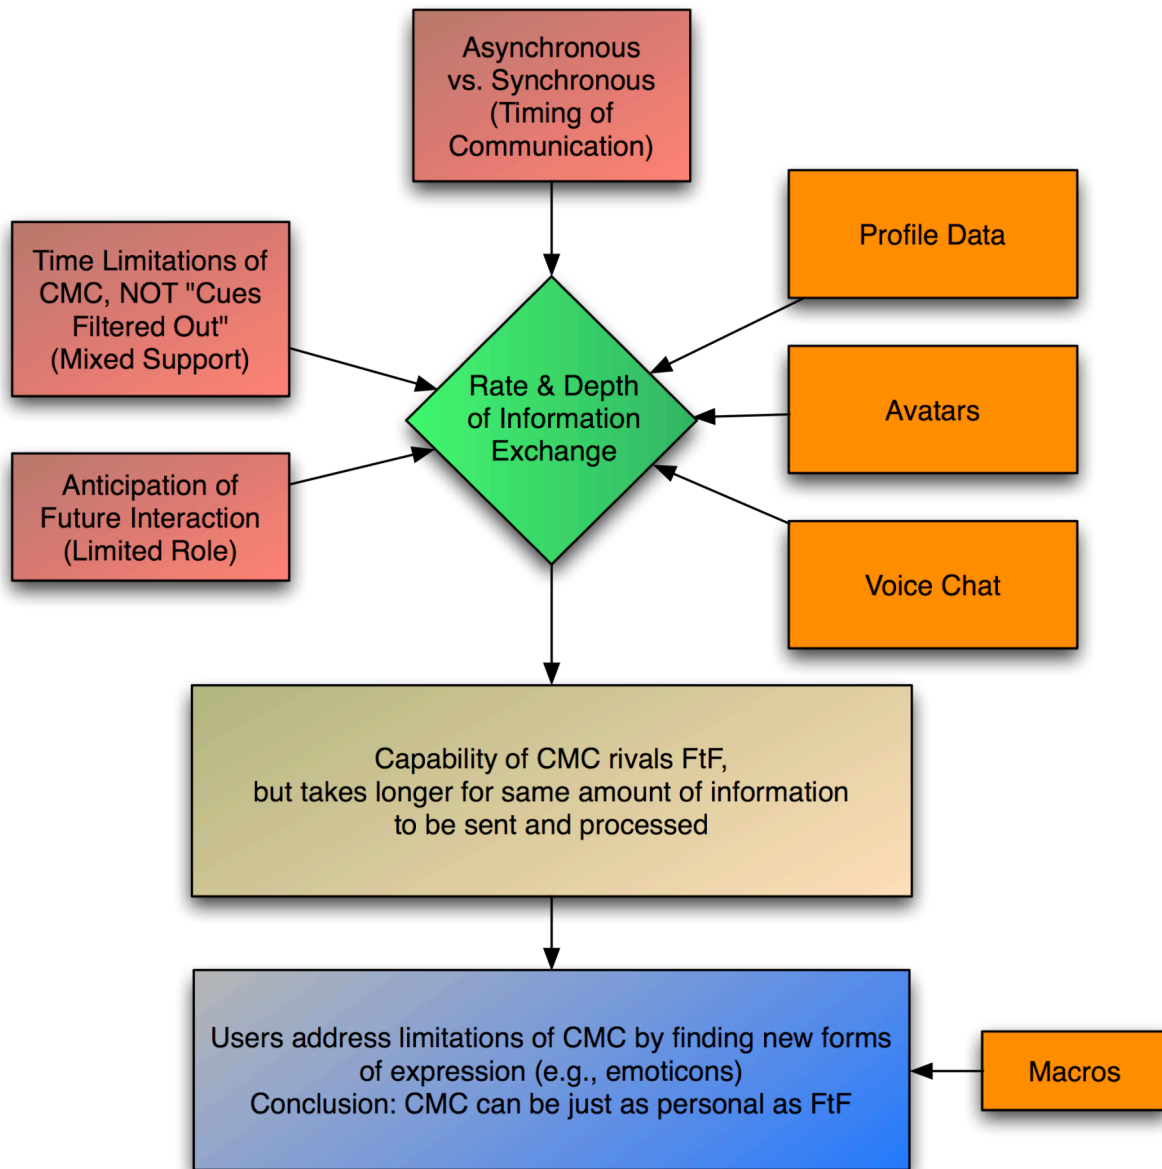 Asynchronous
vs. Synchronous
(Timing of
Communication)
Profile Data
Time Limitations of
CMC, NOT "Cues
Filtered Out"
(Mixed Support)
Rate & Depth
of Information
Exchange
Avatars
Anticipation of
Future Interaction
(Limited Role)
Voice Chat
Capability of CMC rivals FtF,
but takes longer for same amount of information
to be sent and processed
Users address limitations of CMC by finding new forms
of expression (e.g., emoticons)
Conclusion: CMC can be just as personal as FtF
Macros